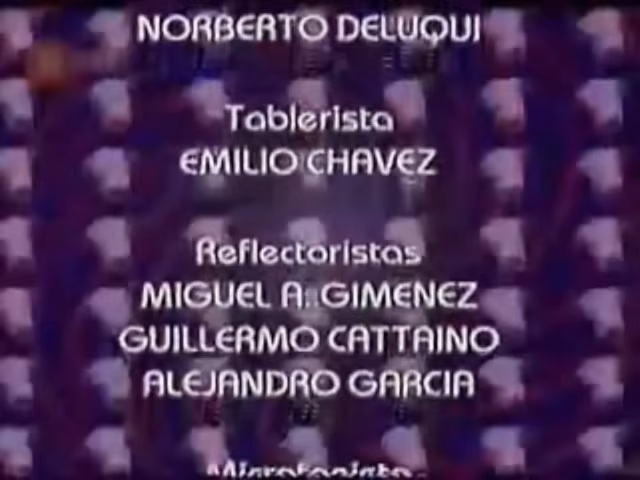 NORBERTO DELUQUI
Tablerista
EMILIO CHAVEZ
Reflectoristas
MIGUEL A. GIMENEZ
GUILLERMO CATTAINO
ALEJANDRO GARCIA